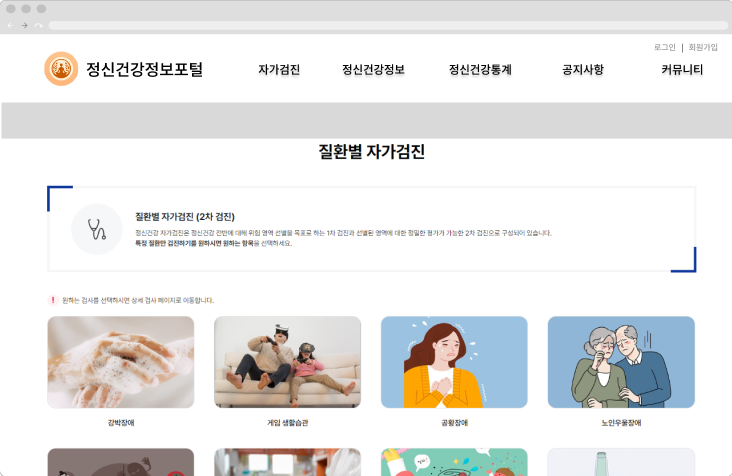 로그인 | 회원가입
정신건강정보포털
자가검진 정신건강정보 정신건강통계 공지사항 커뮤니티
질환별 자가검진
질환별 자가검진 (2차 검진)
정신건강 자가검진은 정신건강 전반에 대해 위험 영역 선별을 목표로 하는 1차 검진과 선별된 영역에 대한 정밀한 평가가 가능한 2차 검진으로 구성되어 있습니다.
특정 질환만 검진하기를 원하시면 원하는 항목을 선택하세요.
! 원하는 검사를 선택하시면 상세 검사 페이지로 이동합니다.
강박장애 게임 생활습관 공황장애 노인우울장애